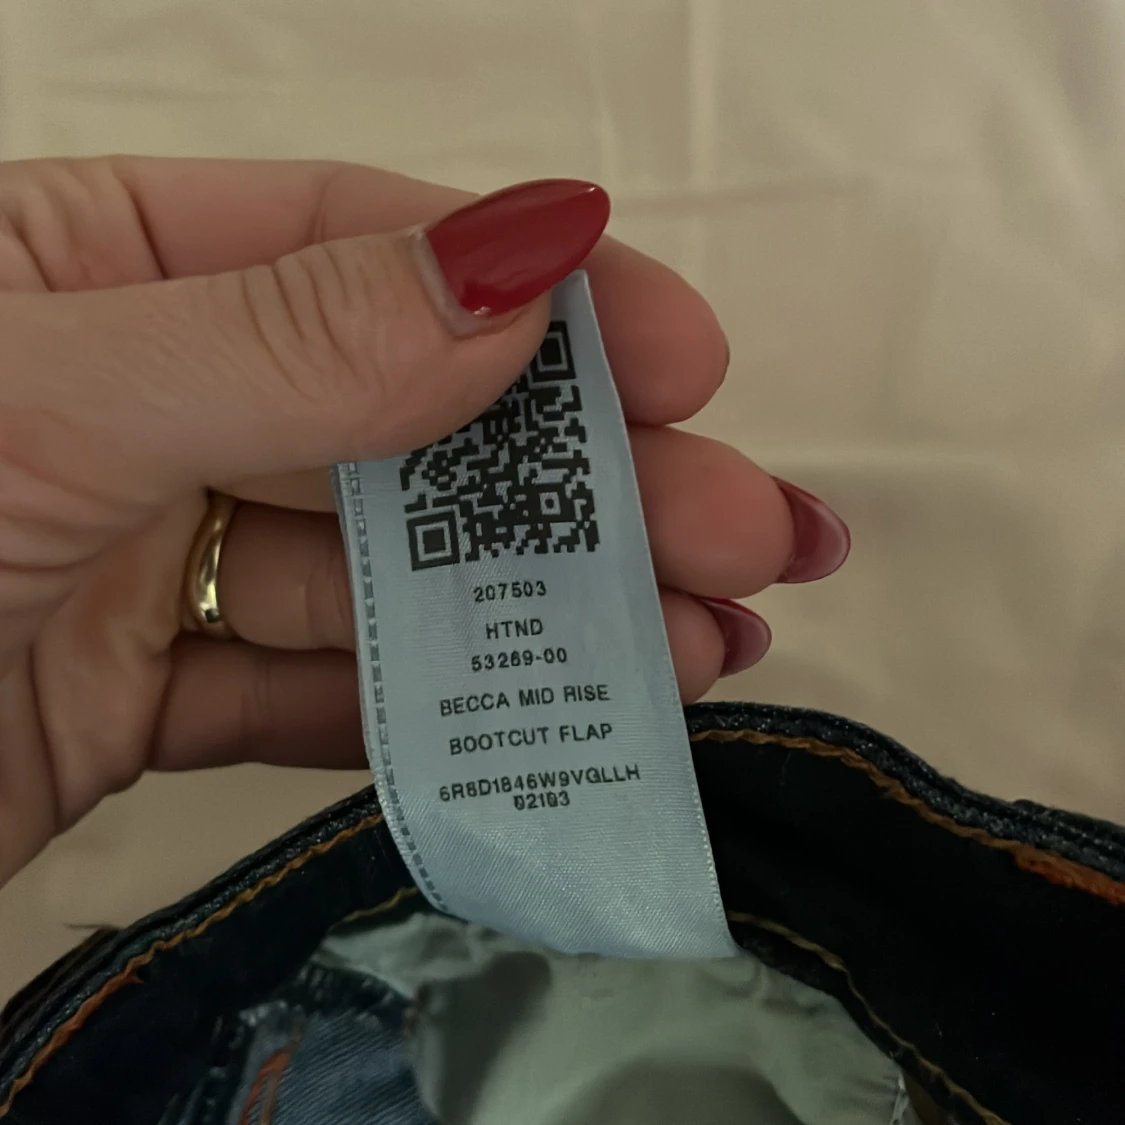 207503
HTND
53269-00
BECCA MID RISE
BOOTCUT FLAP
6R8D1846W9VGLLH
02103